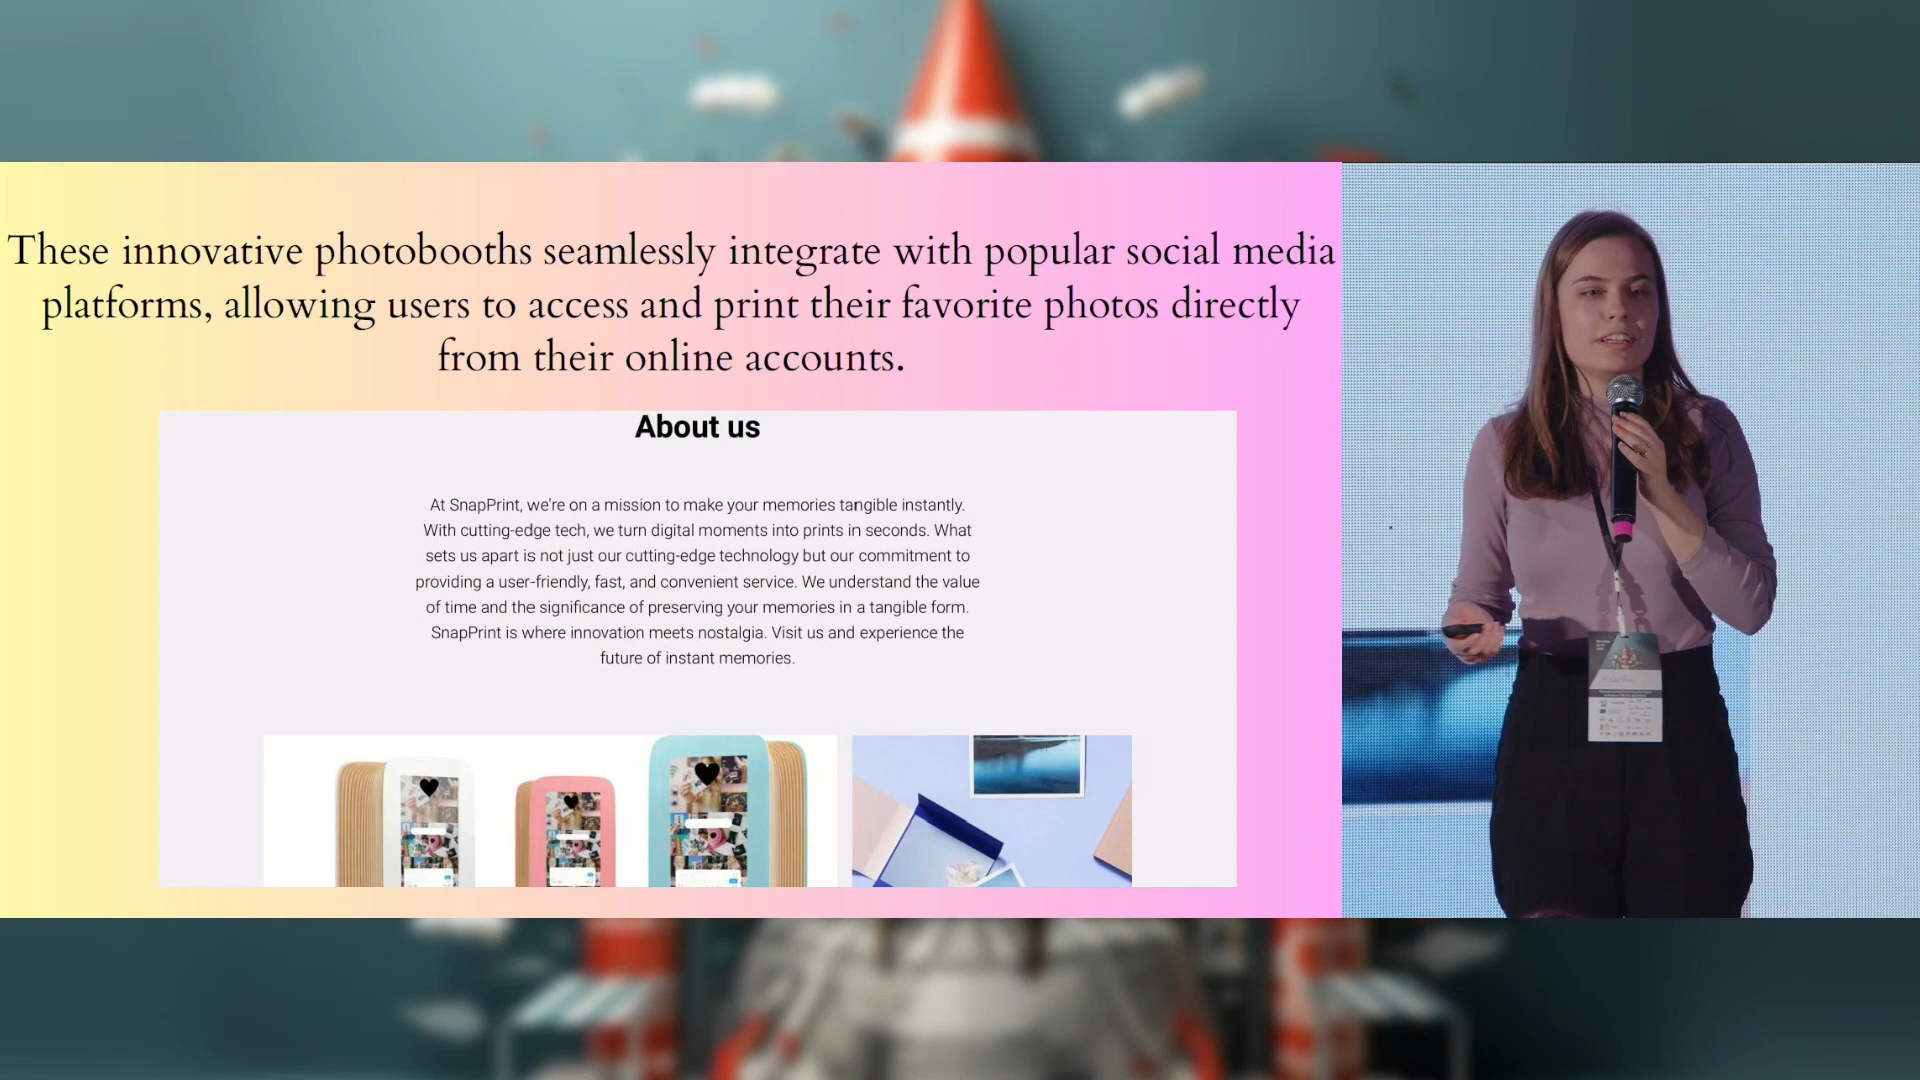 These innovative photobooths seamlessly integrate with popular social media
platforms, allowing users to access and print their favorite photos directly
from their online accounts.
About us
At SnapPrint, we're on a mission to make your memories tangible instantly.
With cutting-edge tech, we turn digital moments into prints in seconds. What
sets us apart is not just our cutting-edge technology but our commitment to
providing a user-friendly, fast, and convenient service. We understand the value
of time and the significance of preserving your memories in a tangible form.
SnapPrint is where innovation meets nostalgia. Visit us and experience the
future of instant memories.